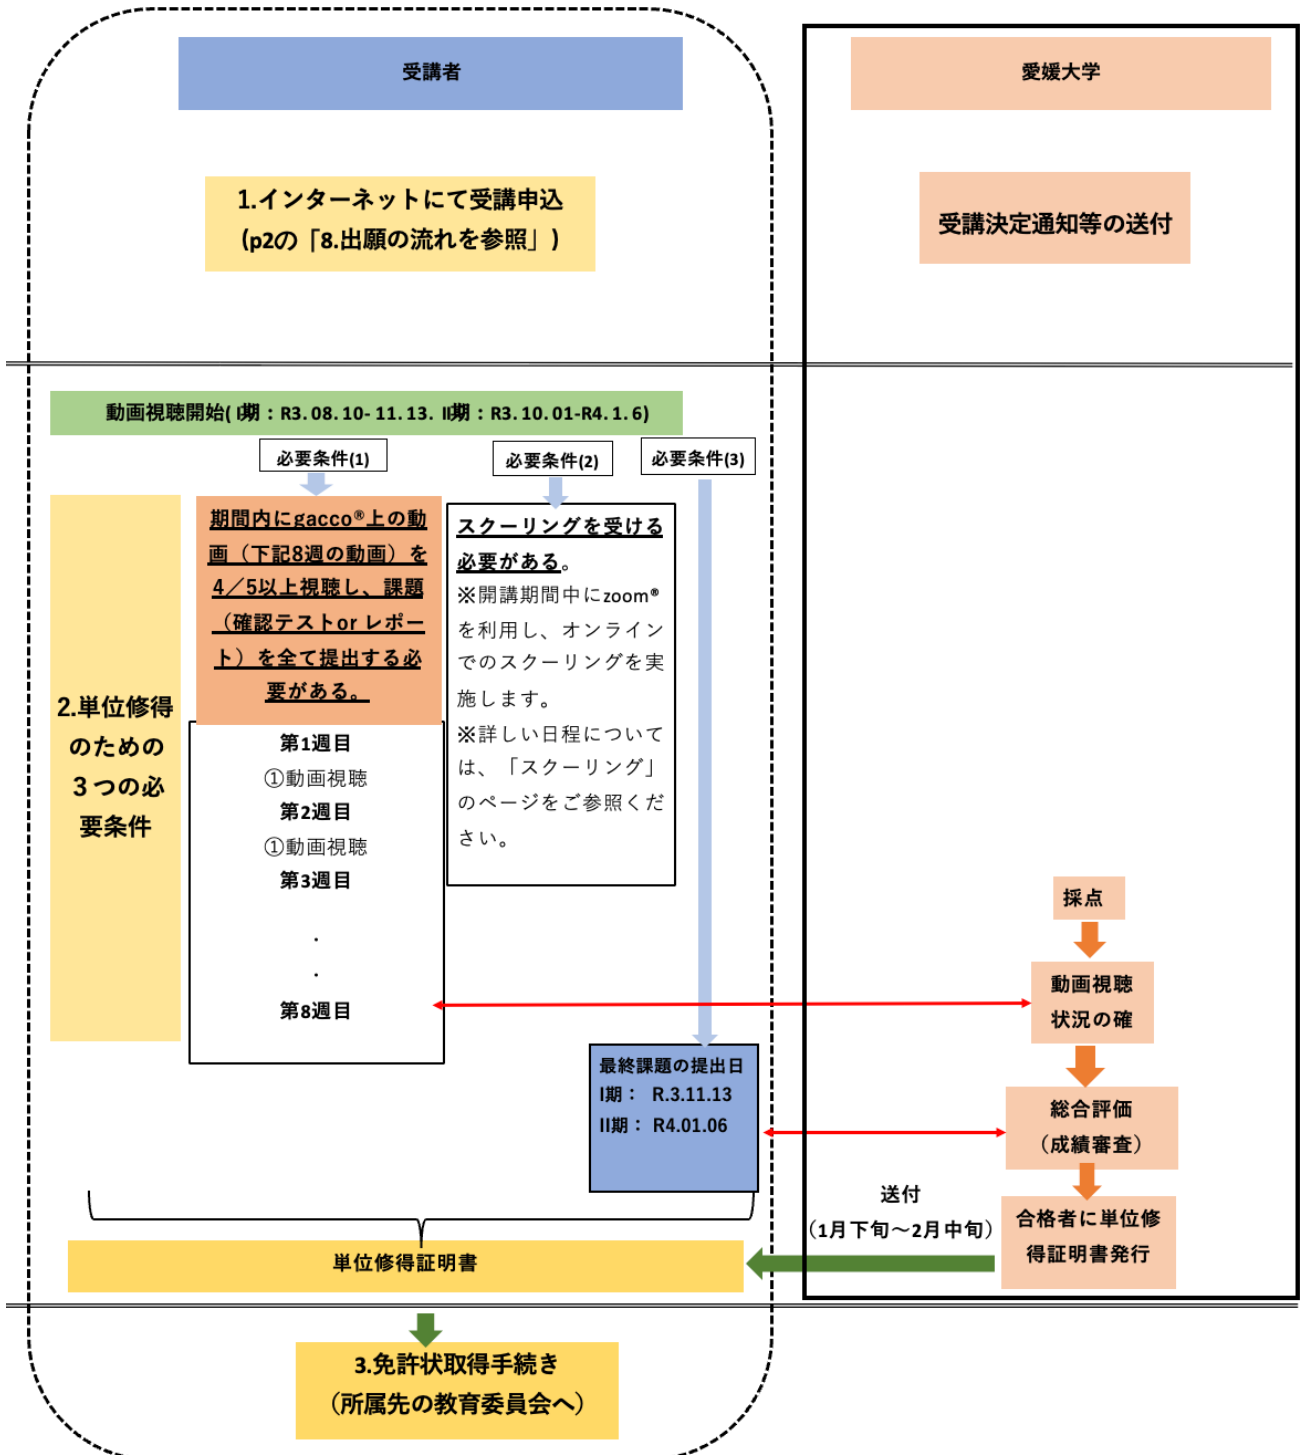 受講者
愛媛大学
1.インターネットにて受講申込
(p2の「8.出願の流れを参照」)
受講決定通知等の送付
動画視聴開始( I期：R3.08.10- 11.13. II期：R3.10.01-R4.1.6)
必要条件(1)
必要条件(2)
必要条件(3)
2.単位修得
のための
３つの必
要条件
期間内にgacco®上の動
画（下記8週の動画）を
4／5以上視聴し、課題
（確認テストor レポー
ト）を全て提出する必
要がある。
第1週目
①動画視聴
第2週目
①動画視聴
第3週目
.
.
第8週目
スクーリングを受ける
必要がある。
※開講期間中にzoom®
を利用し、オンライン
でのスクーリングを実
施します。
※詳しい日程について
は、「スクーリング」
のページをご参照くだ
さい。
最終課題の提出日
I期： R.3.11.13
II期： R4.01.06
採点
動画視聴
状況の確
総合評価
（成績審査）
合格者に単位修
得証明書発行
送付
（1月下旬～2月中旬）
単位修得証明書
3.免許状取得手続き
（所属先の教育委員会へ）